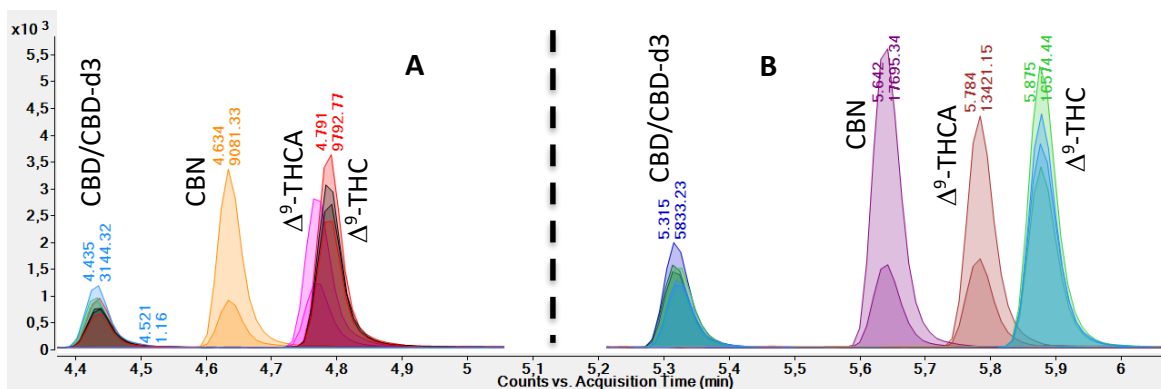 x10 3
5,5
5
4,5
4
3,5
3
2,5
2
1,5
1
0,5
0
A
CBD/CBD-d3
4.435
3144.32
4.521
1.16
CBN
4.634
9081.33
Δ9-THCA
4.791
9792.77
Δ9-THC
B
CBD/CBD-d3
5.315
5833.23
CBN
5.642
17695.34
Δ9-THCA
5.784
13421.15
5.875
16574.44
Δ9-THC
4,4 4,5 4,6 4,7 4,8 4,9 5 5,1 5,2 5,3 5,4 5,5 5,6 5,7 5,8 5,9 6
Counts vs. Acquisition Time (min)